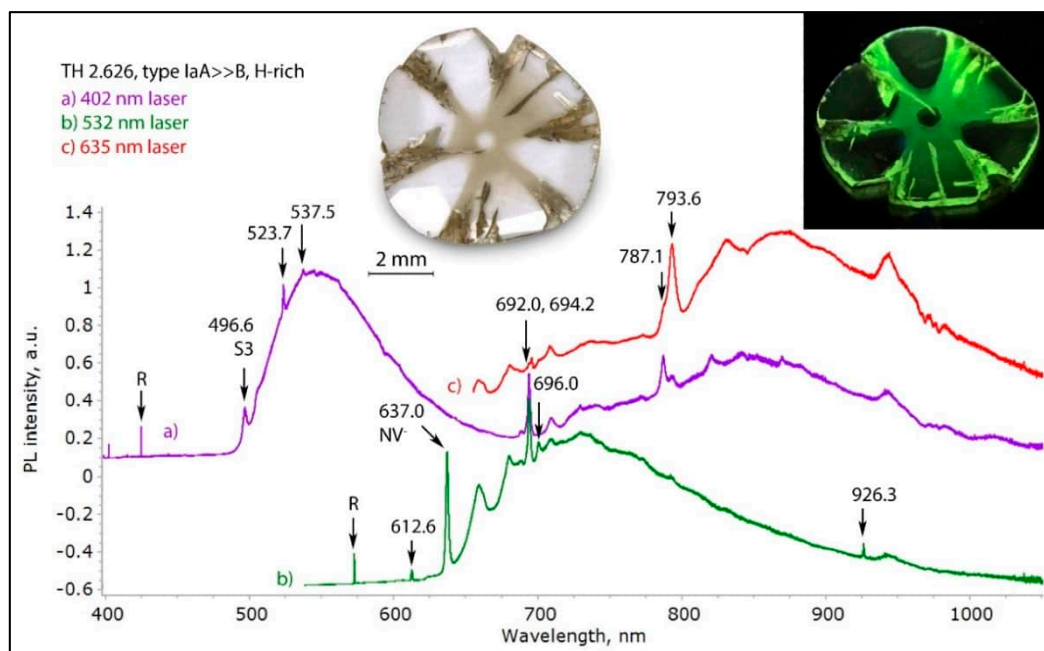 TH 2.626, type IaA>>B, H-rich
a) 402 nm laser
b) 532 nm laser
c) 635 nm laser
2 mm
PL intensity, a.u.
1.4
1.2
1
0.8
0.6
0.4
0.2
0
−0.2
−0.4
−0.6
R
a)
496.6
S3
523.7
537.5
637.0
NV-
692.0, 694.2
696.0
787.1
793.6
c)
R
612.6
926.3
b)
400
500
600
700
800
900
1000
Wavelength, nm